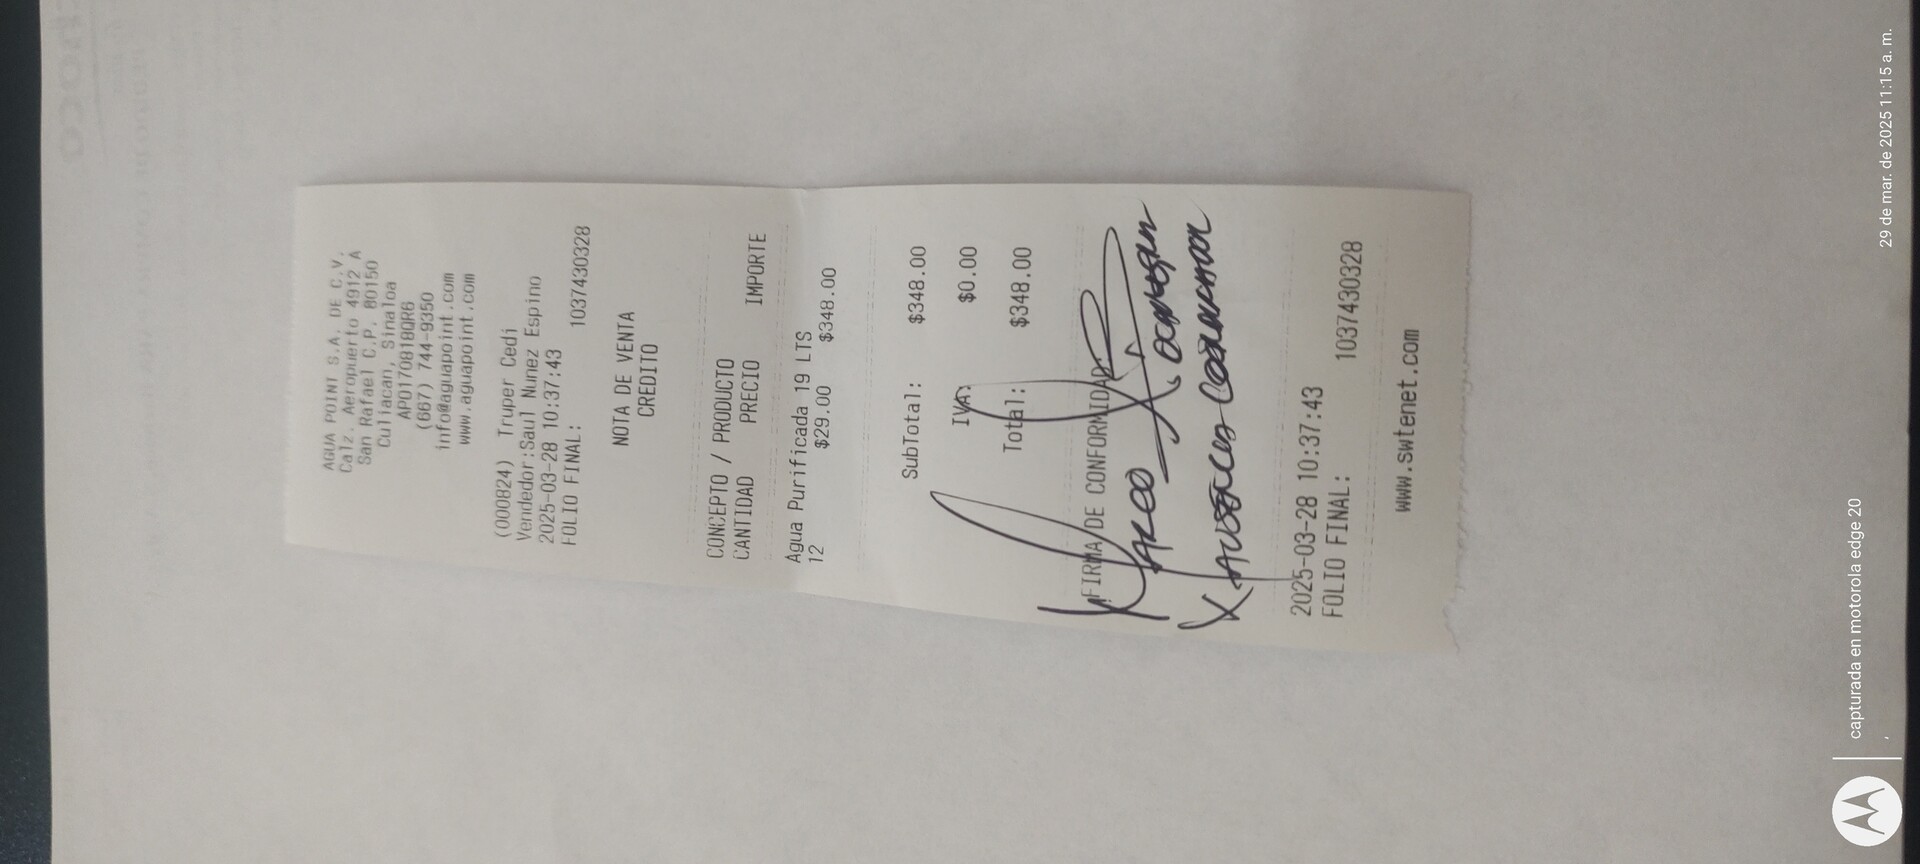 AGUA POINT S.A. DE C.V.
Calz. Aeropuerto 4912 A
San Rafael C.P. 80150
Culiacan, Sinaloa
APO170818QR6
(667) 744-9350
info@aguapoint.com
www.aguapoint.com
(000824) Truper Cedi
Vendedor:Saul Nunez Espino
2025-03-28 10:37:43
FOLIO FINAL: 1037430328
NOTA DE VENTA
CREDITO
CONCEPTO / PRODUCTO
CANTIDAD PRECIO IMPORTE
Agua Purificada 19 LTS
12 $29.00 $348.00
SubTotal: $348.00
IVA: $0.00
Total: $348.00
FIRMA DE CONFORMIDAD
Marco A.
2025-03-28 10:37:43
FOLIO FINAL: 1037430328
www.swtenet.com
capturada en motorola edge 20
29 de mar. de 2025 11:15 a. m.